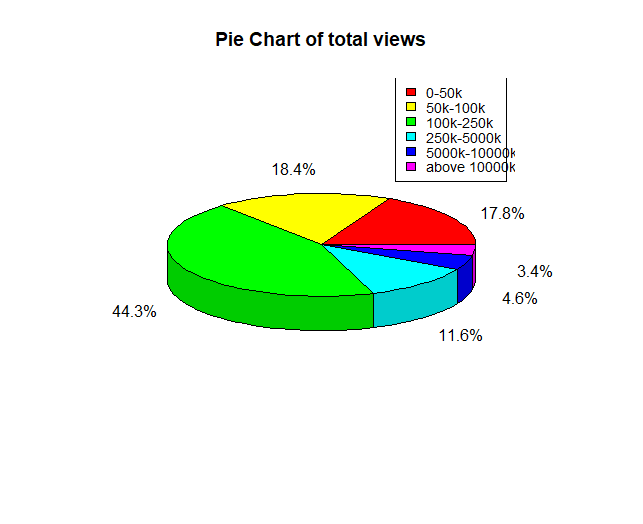 Pie Chart of total views
0-50k
50k-100k
100k-250k
250k-5000k
5000k-10000k
above 10000k
18.4%
17.8%
3.4%
4.6%
44.3%
11.6%